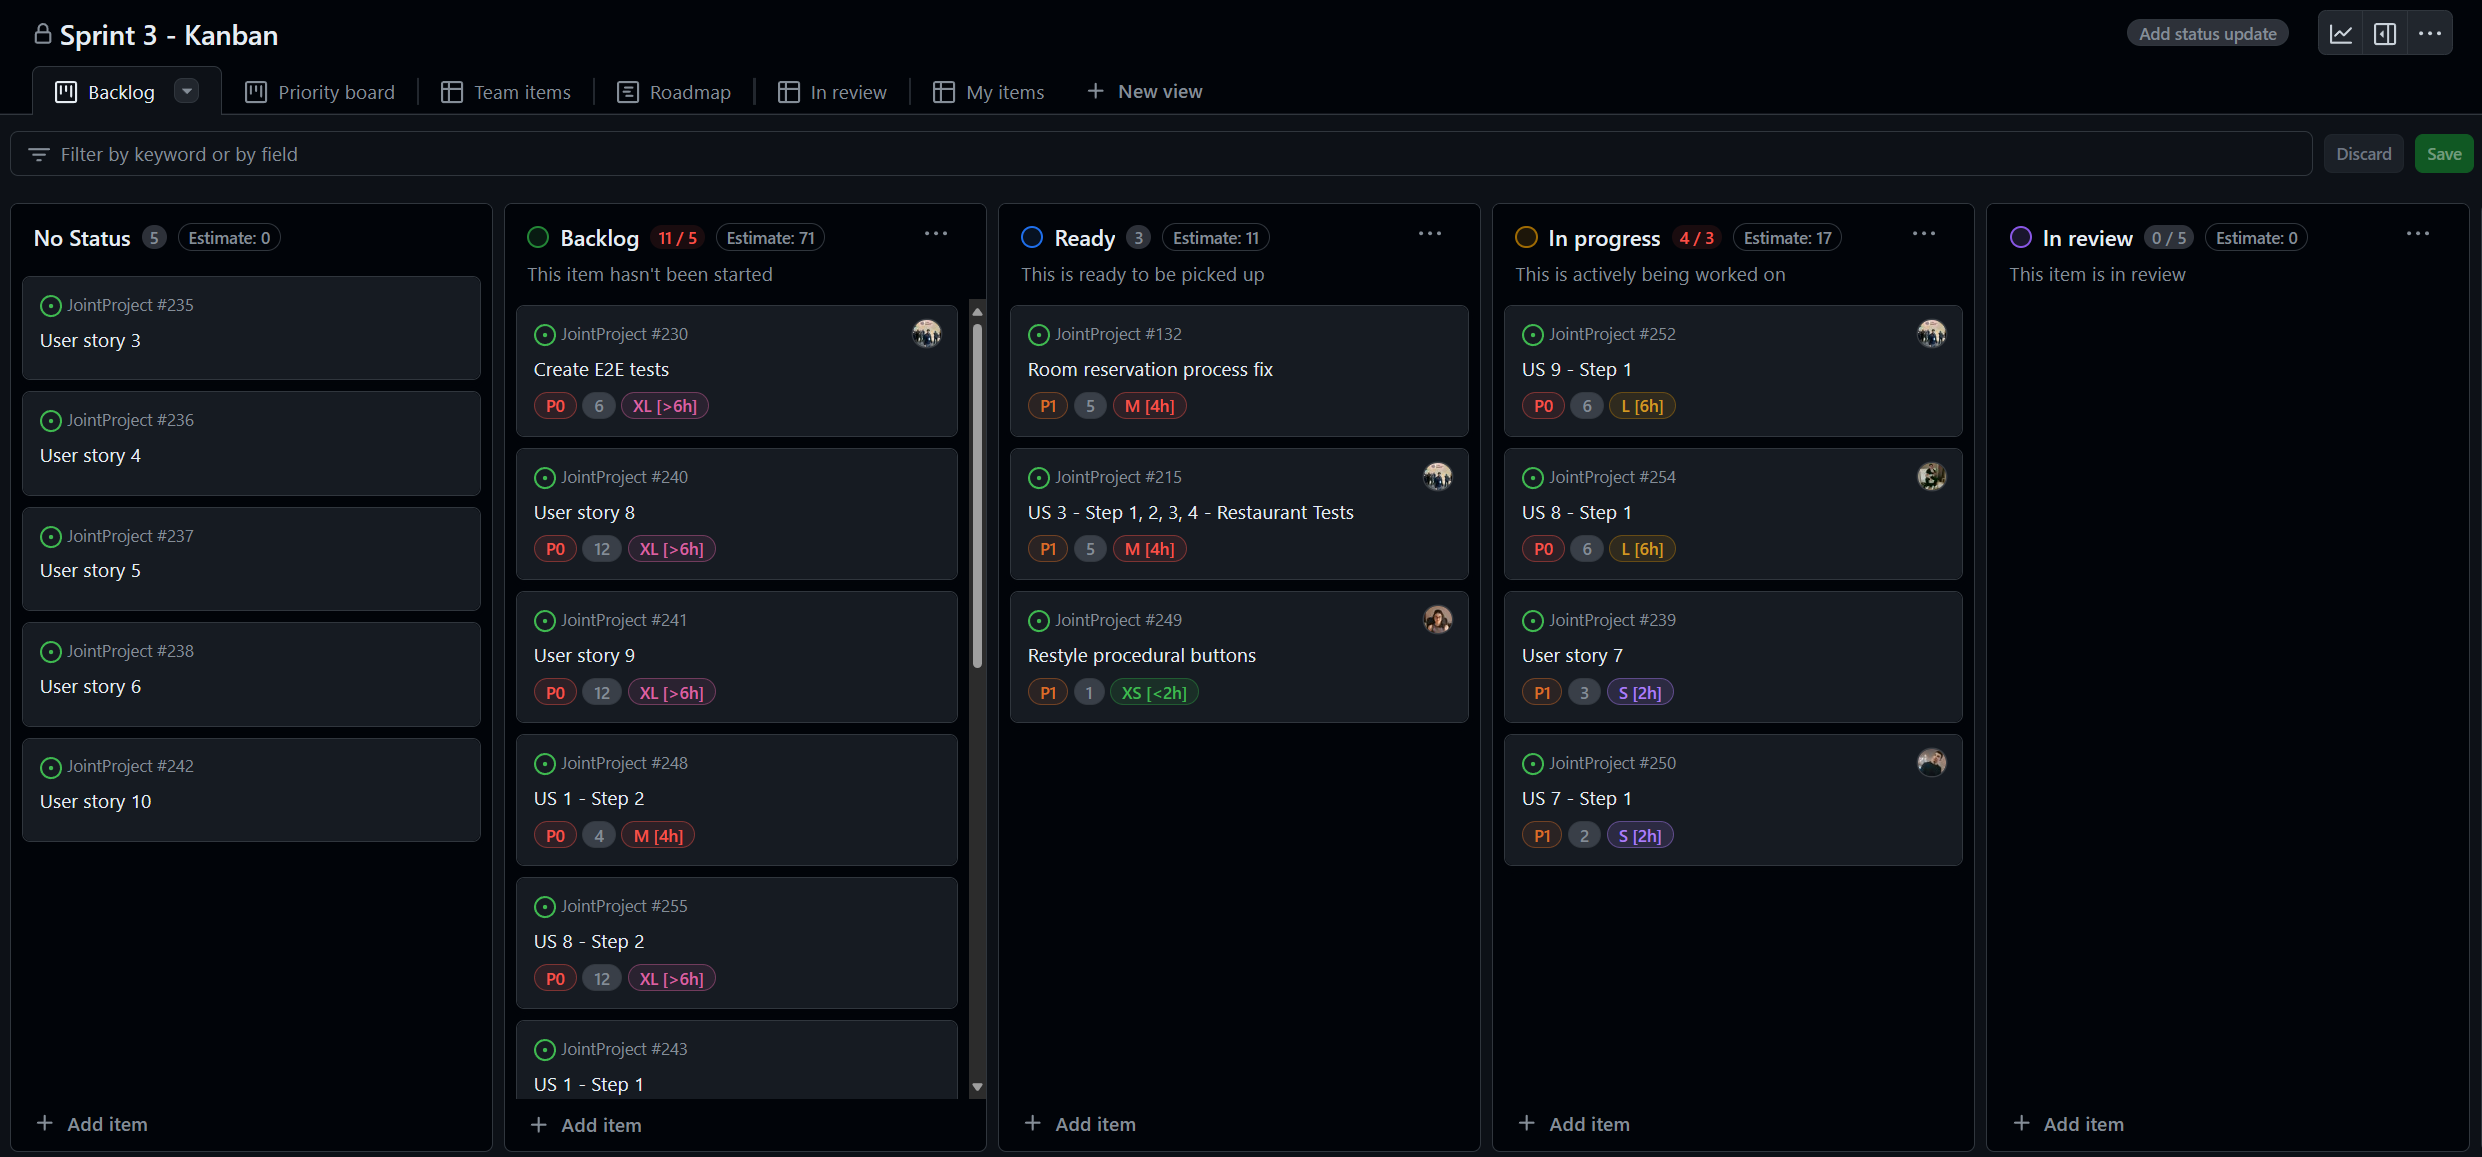 Sprint 3 - Kanban
Add status update
Backlog
Priority board
Team items
Roadmap
In review
My items
New view
Filter by keyword or by field
Discard
Save
No Status 5 Estimate: 0
JointProject #235
User story 3
JointProject #236
User story 4
JointProject #237
User story 5
JointProject #238
User story 6
JointProject #242
User story 10
Add item
Backlog 11 / 5 Estimate: 71
This item hasn't been started
JointProject #230
Create E2E tests
P0 6 XL [>6h]
JointProject #240
User story 8
P0 12 XL [>6h]
JointProject #241
User story 9
P0 12 XL [>6h]
JointProject #248
US 1 - Step 2
P0 4 M [4h]
JointProject #255
US 8 - Step 2
P0 12 XL [>6h]
JointProject #243
US 1 - Step 1
Add item
Ready 3 Estimate: 11
This is ready to be picked up
JointProject #132
Room reservation process fix
P1 5 M [4h]
JointProject #215
US 3 - Step 1, 2, 3, 4 - Restaurant Tests
P1 5 M [4h]
JointProject #249
Restyle procedural buttons
P1 1 XS [<2h]
Add item
In progress 4 / 3 Estimate: 17
This is actively being worked on
JointProject #252
US 9 - Step 1
P0 6 L [6h]
JointProject #254
US 8 - Step 1
P0 6 L [6h]
JointProject #239
User story 7
P1 3 S [2h]
JointProject #250
US 7 - Step 1
P1 2 S [2h]
Add item
In review 0 / 5 Estimate: 0
This item is in review
Add item